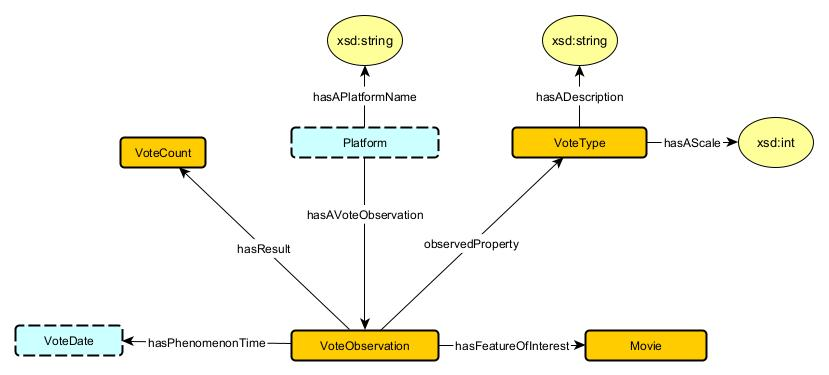 xsd:string
xsd:string
hasAPlatformName
hasADescription
VoteCount
Platform
VoteType
hasAScale
xsd:int
hasAVoteObservation
hasResult
observedProperty
VoteDate
hasPhenomenonTime
VoteObservation
hasFeatureOfInterest
Movie